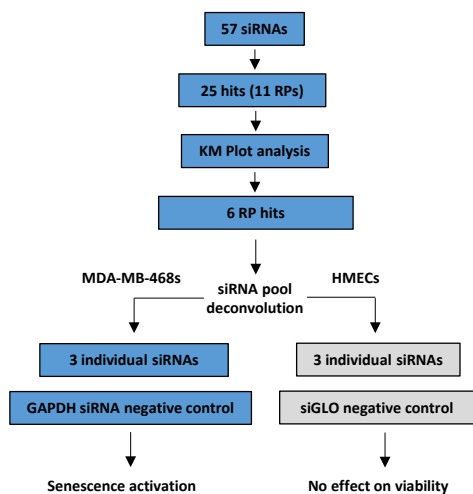 57 siRNAs
25 hits (11 RPs)
KM Plot analysis
6 RP hits
MDA-MB-468s
HMECs
siRNA pool
deconvolution
3 individual siRNAs
3 individual siRNAs
GAPDH siRNA negative control
siGLO negative control
Senescence activation
No effect on viability